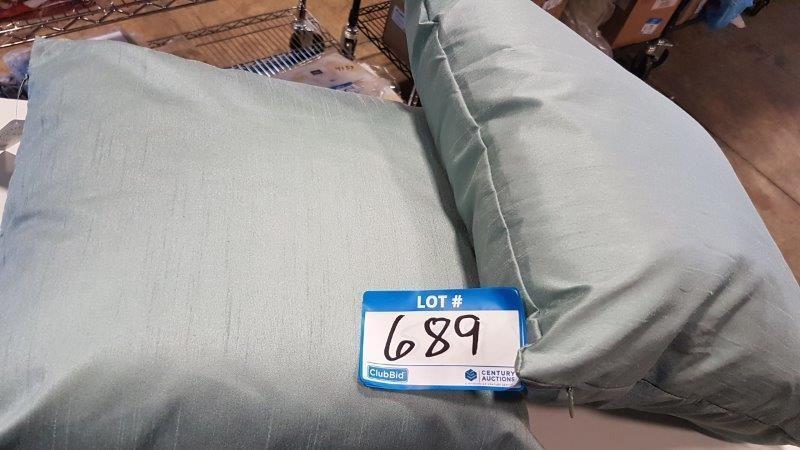 LOT #
689
ClubBid
CENTURY
AUCTIONS